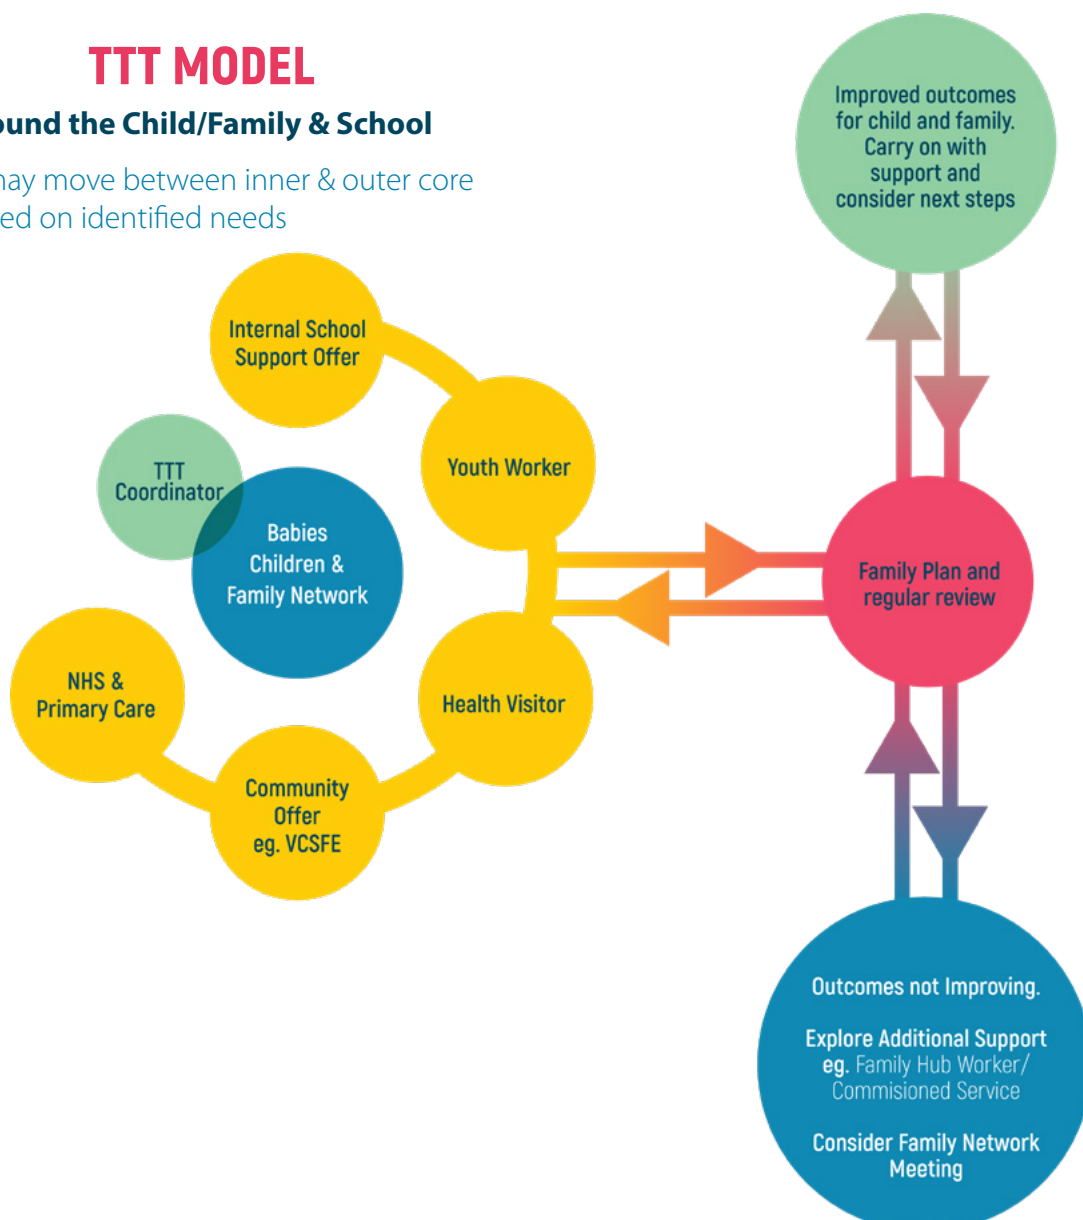 TTT MODEL
ound the Child/Family & School
nay move between inner & outer core
ed on identified needs
Improved outcomes
for child and family.
Carry on with
support and
consider next steps
Internal School
Support Offer
Youth Worker
TTT
Coordinator
Babies
Children &
Family Network
Family Plan and
regular review
NHS &
Primary Care
Health Visitor
Community
Offer
eg. VCSFE
Outcomes not Improving.
Explore Additional Support
eg. Family Hub Worker/
Commisioned Service
Consider Family Network
Meeting